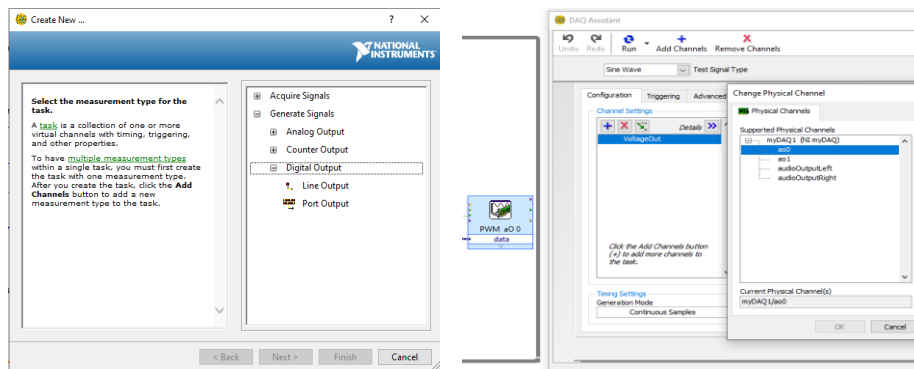 Create New ...
NATIONAL
INSTRUMENTS
Select the measurement type for the
task.
A task is a collection of one or more
virtual channels with timing, triggering,
and other properties.
To have multiple measurement types
within a single task, you must first create
the task with one measurement type.
After you create the task, click the Add
Channels button to add a new
measurement type to the task.
Acquire Signals
Generate Signals
Analog Output
Counter Output
Digital Output
Line Output
Port Output
< Back
Next >
Finish
Cancel
PWM aO 0
data
DAQ Assistant
Undo
Redo
Run
Add Channels
Remove Channels
Sine Wave
Test Signal Type
Configuration
Triggering
Advanced
Channel Settings
Details
VoltageOut
Click the Add Channels button
(+) to add more channels to
the task.
Timing Settings
Generation Mode
Continuous Samples
Change Physical Channel
Physical Channels
Supported Physical Channels
myDAQ1 (NI myDAQ)
ao0
ao1
audioOutputLeft
audioOutputRight
Current Physical Channel(s)
myDAQ1/ao0
OK
Cancel